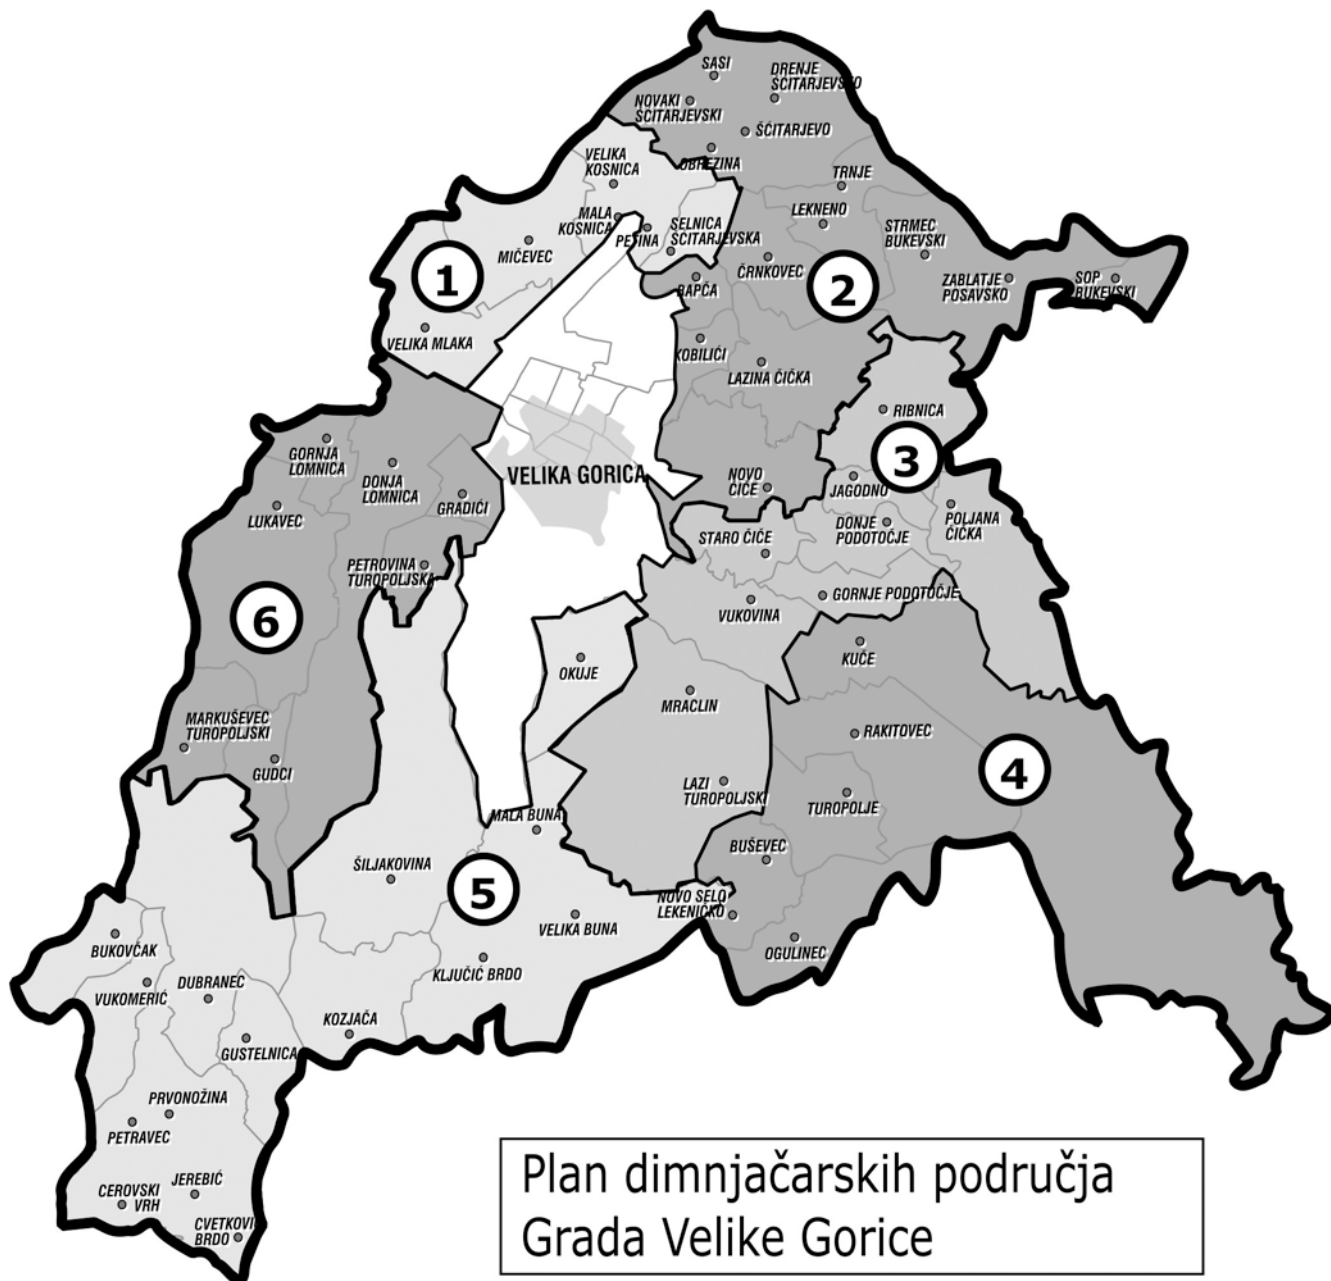 SASI
DRENJE
ŠĆITARJEVSKO
NOVAKI
ŠĆITARJEVSKI
ŠĆITARJEVO
OBREZINA
VELIKA
KOSNICA
TRNJE
MALA
KOSNICA
PETINA
SELNICA
ŠĆITARJEVSKA
LEKNENO
STRMEC
BUKEVSKI
MIČEVEC
1
ČRNKOVEC
2
ZABLATJE
POSAVSKO
SOP
BUKEVSKI
RAPČA
VELIKA MLAKA
KOBILIĆI
LAZINA ČIČKA
RIBNICA
GORNJA
LOMNICA
DONJA
LOMNICA
3
VELIKA GORICA
NOVO
ČIČE
JAGODNO
LUKAVEC
GRADIĆI
POLJANA
ČIČKA
STARO ČIČE
DONJE
PODOTOČJE
PETROVINA
TUROPOLJSKA
GORNJE PODOTOČJE
VUKOVINA
6
KUČE
OKUJE
MRACLIN
MARKUŠEVEC
TUROPOLJSKI
RAKITOVEC
GUDCI
4
LAZI
TUROPOLJSKI
TUROPOLJE
MALA BUNA
BUŠEVEC
ŠILJAKOVINA
5
NOVO SELO
LEKENIČKO
VELIKA BUNA
BUKOVČAK
OGULINEC
KLJUČIĆ BRDO
DUBRANEC
VUKOMERIĆ
KOZJAČA
GUSTELNICA
PRVONOŽINA
PETRAVEC
JEREBIĆ
CEROVSKI
VRH
CVETKOVI
BRDO
Plan dimnjačarskih područja
Grada Velike Gorice